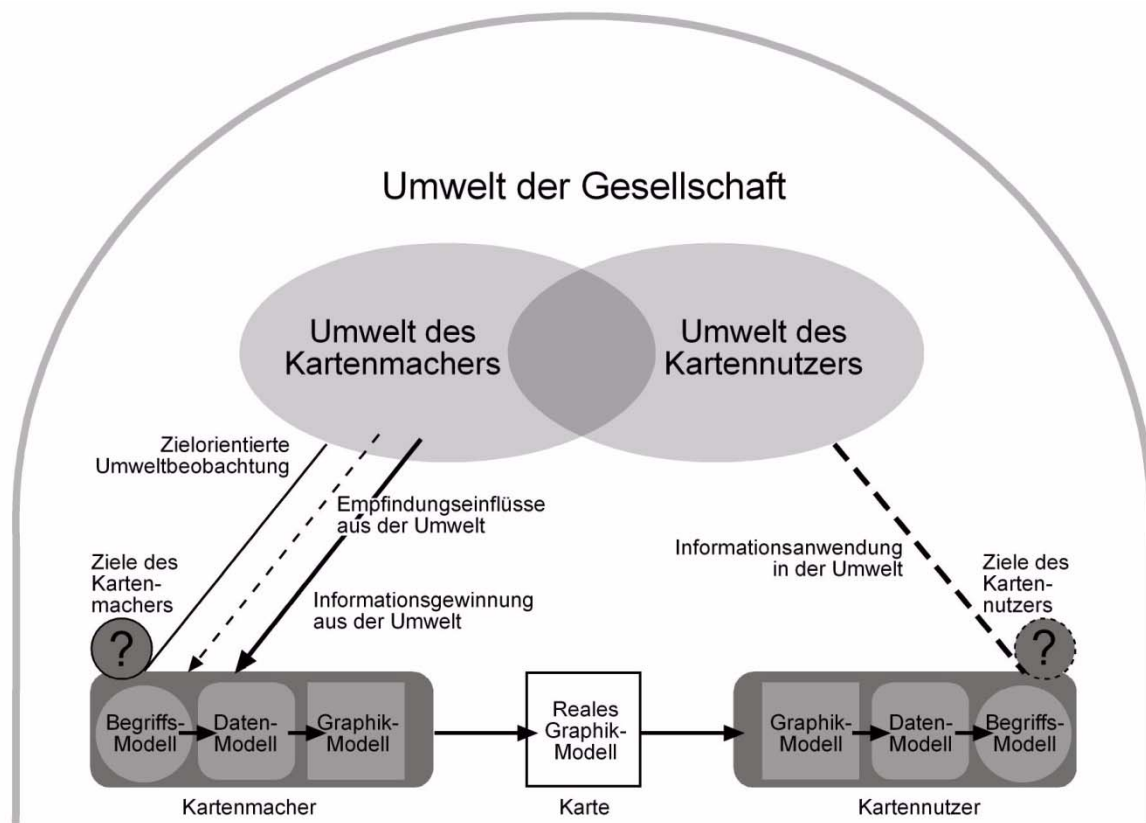 Umwelt der Gesellschaft
Umwelt des
Kartenmachers
Umwelt des
Kartennutzers
Zielorientierte
Umweltbeobachtung
Empfindungseinflüsse
aus der Umwelt
Informationsgewinnung
aus der Umwelt
Informationsanwendung
in der Umwelt
Ziele des
Karten-
machers
?
Ziele des
Karten-
nutzers
?
Begriffs-
Modell
Daten-
Modell
Graphik-
Modell
Reales
Graphik-
Modell
Graphik-
Modell
Daten-
Modell
Begriffs-
Modell
Kartenmacher
Karte
Kartennutzer